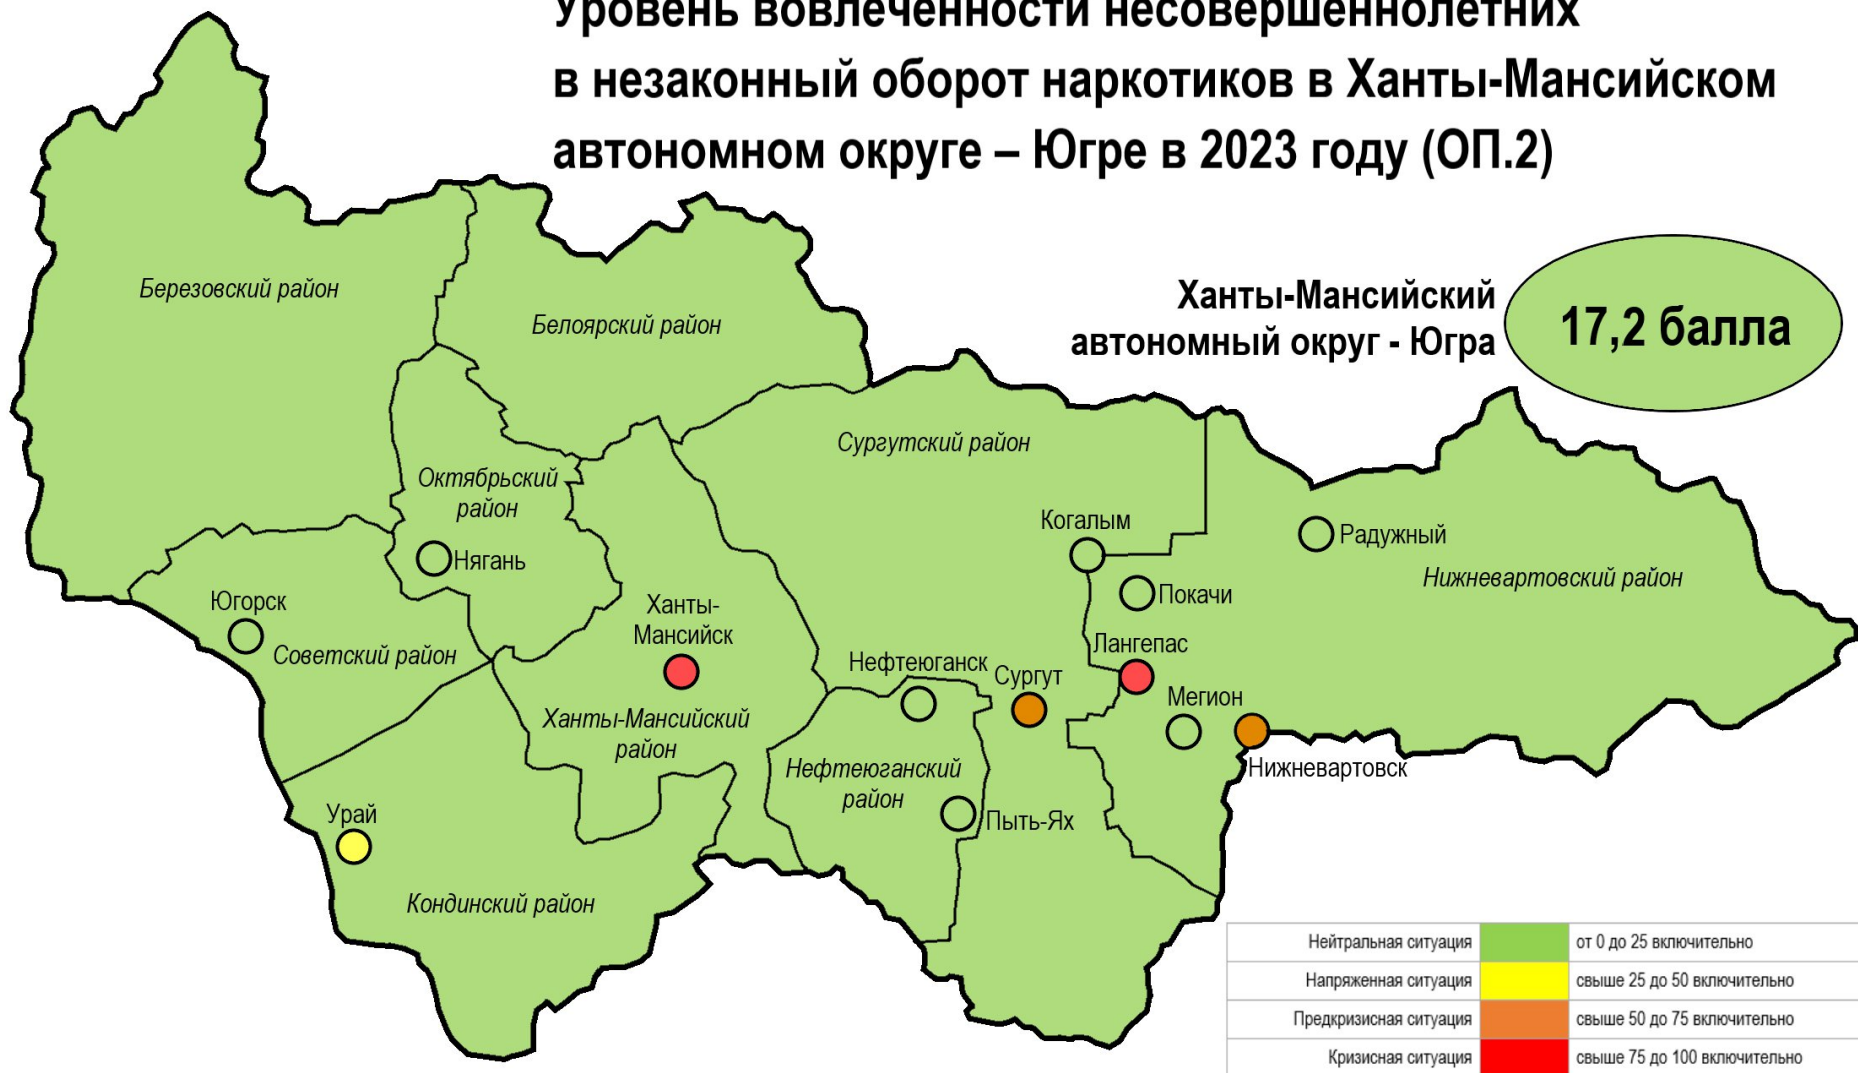 Уровень вовлеченности несовершеннолетних
в незаконный оборот наркотиков в Ханты-Мансийском
автономном округе – Югре в 2023 году (ОП.2)
Ханты-Мансийский
автономный округ - Югра
17,2 балла
Березовский район
Белоярский район
Сургутский район
Октябрьский
район
Нягань
Когалым
Радужный
Нижневартовский район
Покачи
Югорск
Советский район
Ханты-
Мансийск
Лангепас
Нефтеюганск
Сургут
Мегион
Ханты-Мансийский
район
Нижневартовск
Нефтеюганский
район
Пыть-Ях
Урай
Кондинский район
Нейтральная ситуация от 0 до 25 включительно
Напряженная ситуация свыше 25 до 50 включительно
Предкризисная ситуация свыше 50 до 75 включительно
Кризисная ситуация свыше 75 до 100 включительно